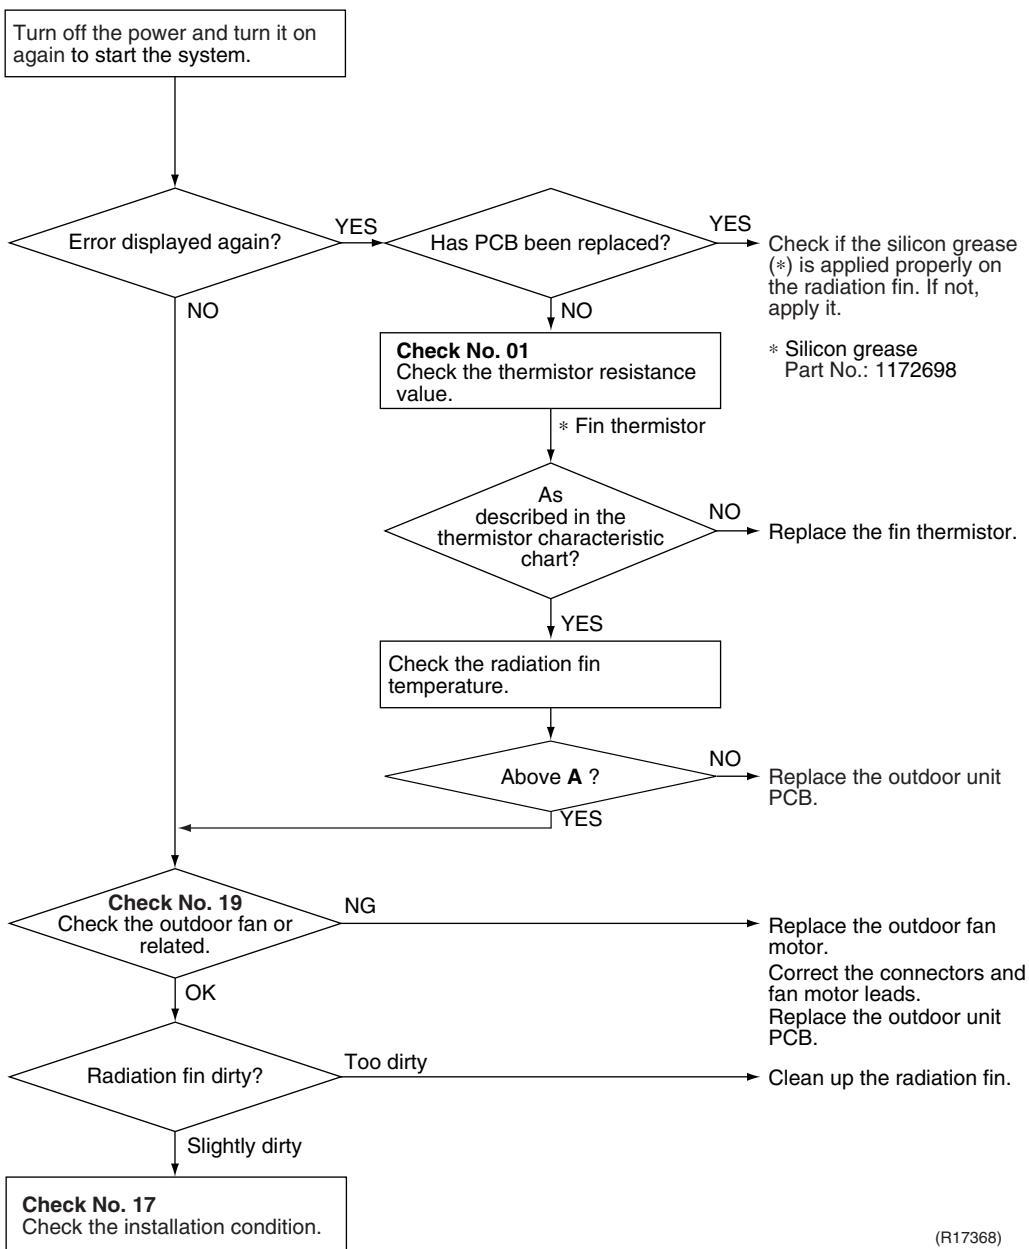 Turn off the power and turn it on
again to start the system.
Error displayed again?
YES
Has PCB been replaced?
YES
Check if the silicon grease
(*) is applied properly on
the radiation fin. If not,
apply it.
* Silicon grease
Part No.: 1172698
NO
NO
Check No. 01
Check the thermistor resistance
value.
* Fin thermistor
As
described in the
thermistor characteristic
chart?
NO
Replace the fin thermistor.
YES
Check the radiation fin
temperature.
Above A ?
NO
Replace the outdoor unit
PCB.
YES
Check No. 19
Check the outdoor fan or
related.
NG
Replace the outdoor fan
motor.
Correct the connectors and
fan motor leads.
Replace the outdoor unit
PCB.
OK
Radiation fin dirty?
Too dirty
Clean up the radiation fin.
Slightly dirty
Check No. 17
Check the installation condition.
(R17368)